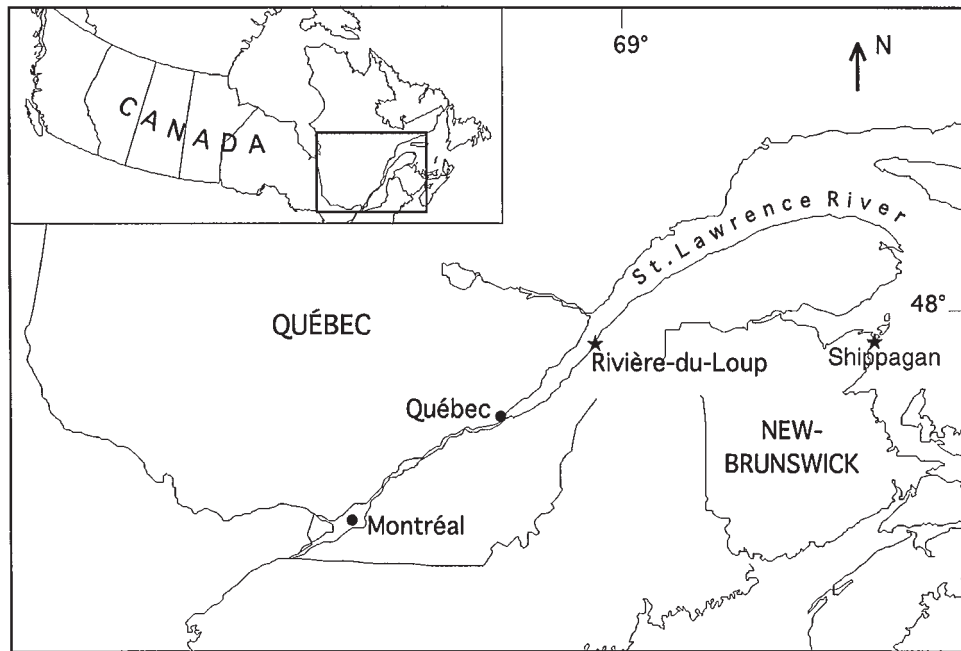 CANADA
69°
N
St. Lawrence River
48°
QUÉBEC
Rivière-du-Loup
Shippagan
Québec
NEW-
BRUNSWICK
Montréal